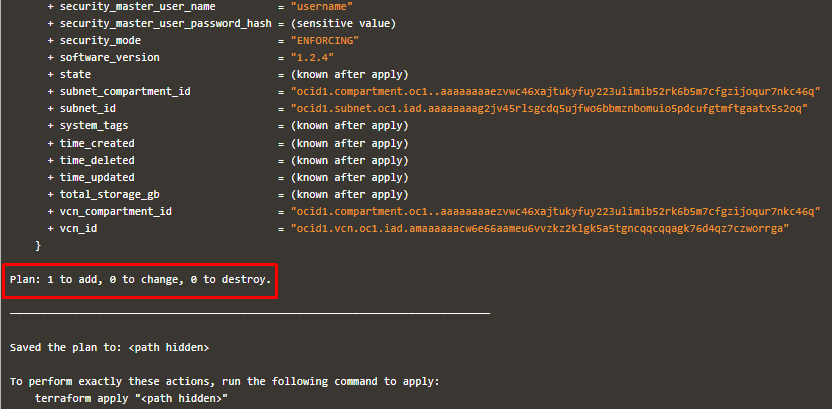 + security_master_user_name = "username"
+ security_master_user_password_hash = (sensitive value)
+ security_mode = "ENFORCING"
+ software_version = "1.2.4"
+ state = (known after apply)
+ subnet_compartment_id = "ocid1.compartment.oc1..aaaaaaaaezvwc46xajtukyfuy223ulimib52rk6b5m7cfgzijoqur7nkc46q"
+ subnet_id = "ocid1.subnet.oc1.iad.aaaaaaaag2jv45rlsgcdq5ujfwo6bbmznbomuio5pdcufgtmftgaatx5s2oq"
+ system_tags = (known after apply)
+ time_created = (known after apply)
+ time_deleted = (known after apply)
+ time_updated = (known after apply)
+ total_storage_gb = (known after apply)
+ vcn_compartment_id = "ocid1.compartment.oc1..aaaaaaaaezvwc46xajtukyfuy223ulimib52rk6b5m7cfgzijoqur7nkc46q"
+ vcn_id = "ocid1.vcn.oc1.iad.amaaaaaacw6e66aameu6vvzkz2klgk5a5tgncqqcqqagk76d4qz7czworrga"
}
Plan: 1 to add, 0 to change, 0 to destroy.
Saved the plan to: <path hidden>
To perform exactly these actions, run the following command to apply:
terraform apply "<path hidden>"